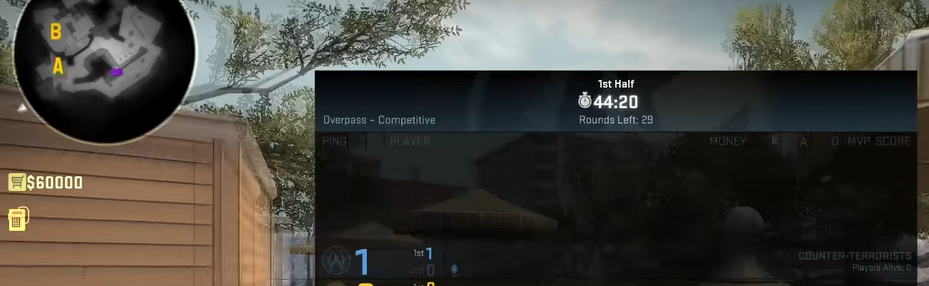 B
A
$60000
1st Half
44:20
Overpass - Competitive
Rounds Left: 29
PING PLAYER MONEY K A D MVP SCORE
1 1st 1
2nd 0
COUNTER-TERRORISTS
Players Alive: 0